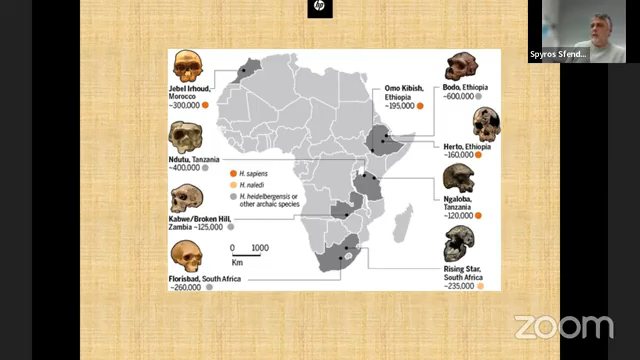 hp
Spyros Sfend...
Jebel Irhoud,
Morocco
~300,000
Omo Kibish,
Ethiopia
~195,000
Bodo, Ethiopia
~600,000
Ndutu, Tanzania
~400,000
Herto, Ethiopia
~160,000
H. sapiens
H. naledi
H. heidelbergensis or
other archaic species
Kabwe/Broken Hill,
Zambia ~125,000
Ngaloba,
Tanzania
~120,000
0 1000
Km
Florisbad, South Africa
~260,000
Rising Star,
South Africa
~235,000
zoom